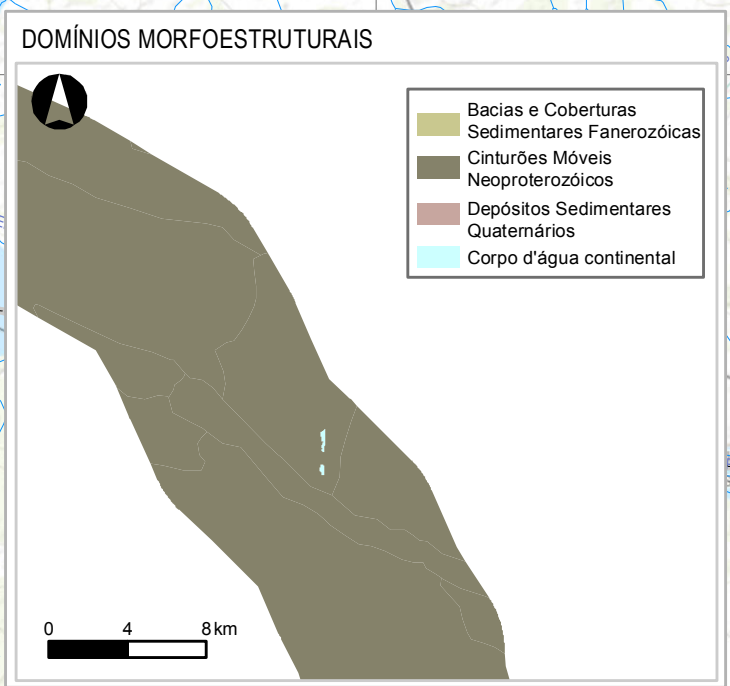 DOMÍNIOS MORFOESTRUTURAIS
Bacias e Coberturas
Sedimentares Fanerozóicas
Cinturões Móveis
Neoproterozóicos
Depósitos Sedimentares
Quaternários
Corpo d'água continental
0 4 8 km